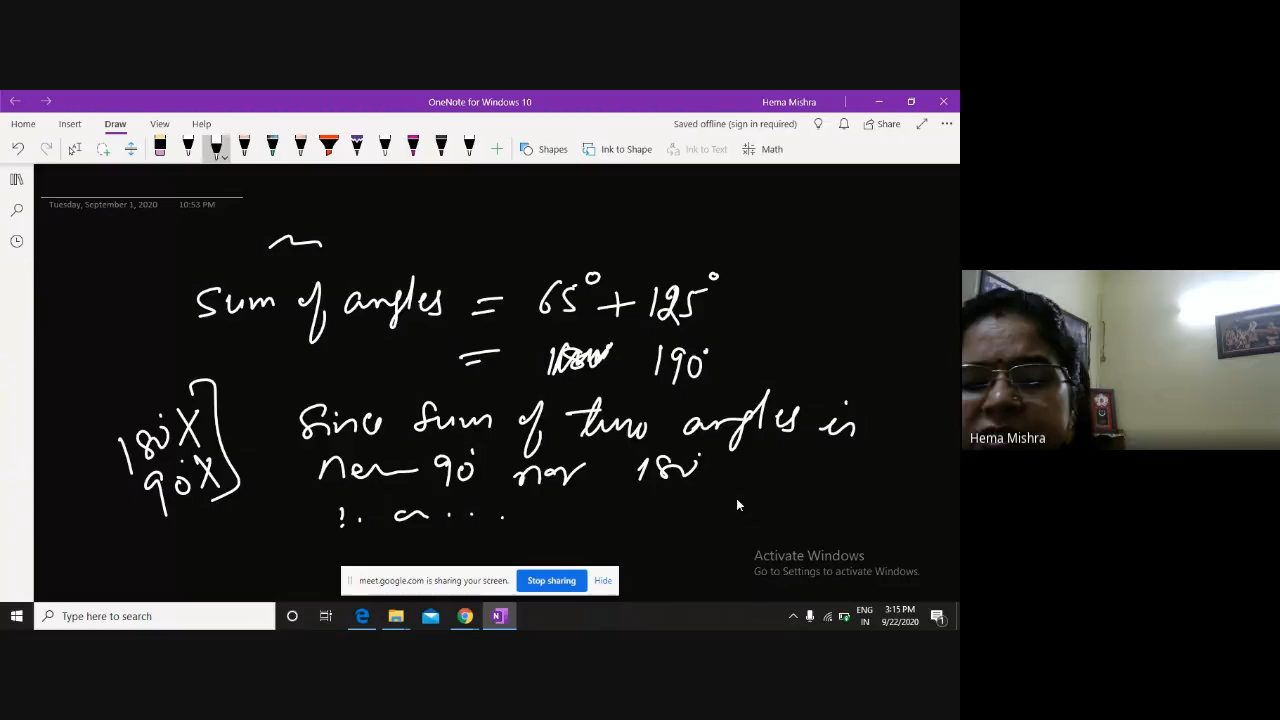 OneNote for Windows 10
Hema Mishra
Home Insert Draw View Help
Saved offline (sign in required)
Share
Shapes
Ink to Shape
Ink to Text
Math
Tuesday, September 1, 2020 10:53 PM
Sum of angles = 65° + 125°
= 190°
180° X
90° X
Since sum of two angles is
90° nor 180°
meet.google.com is sharing your screen.
Stop sharing
Hide
Activate Windows
Go to Settings to activate Windows.
Type here to search
ENG
IN
3:15 PM
9/22/2020
1
Hema Mishra